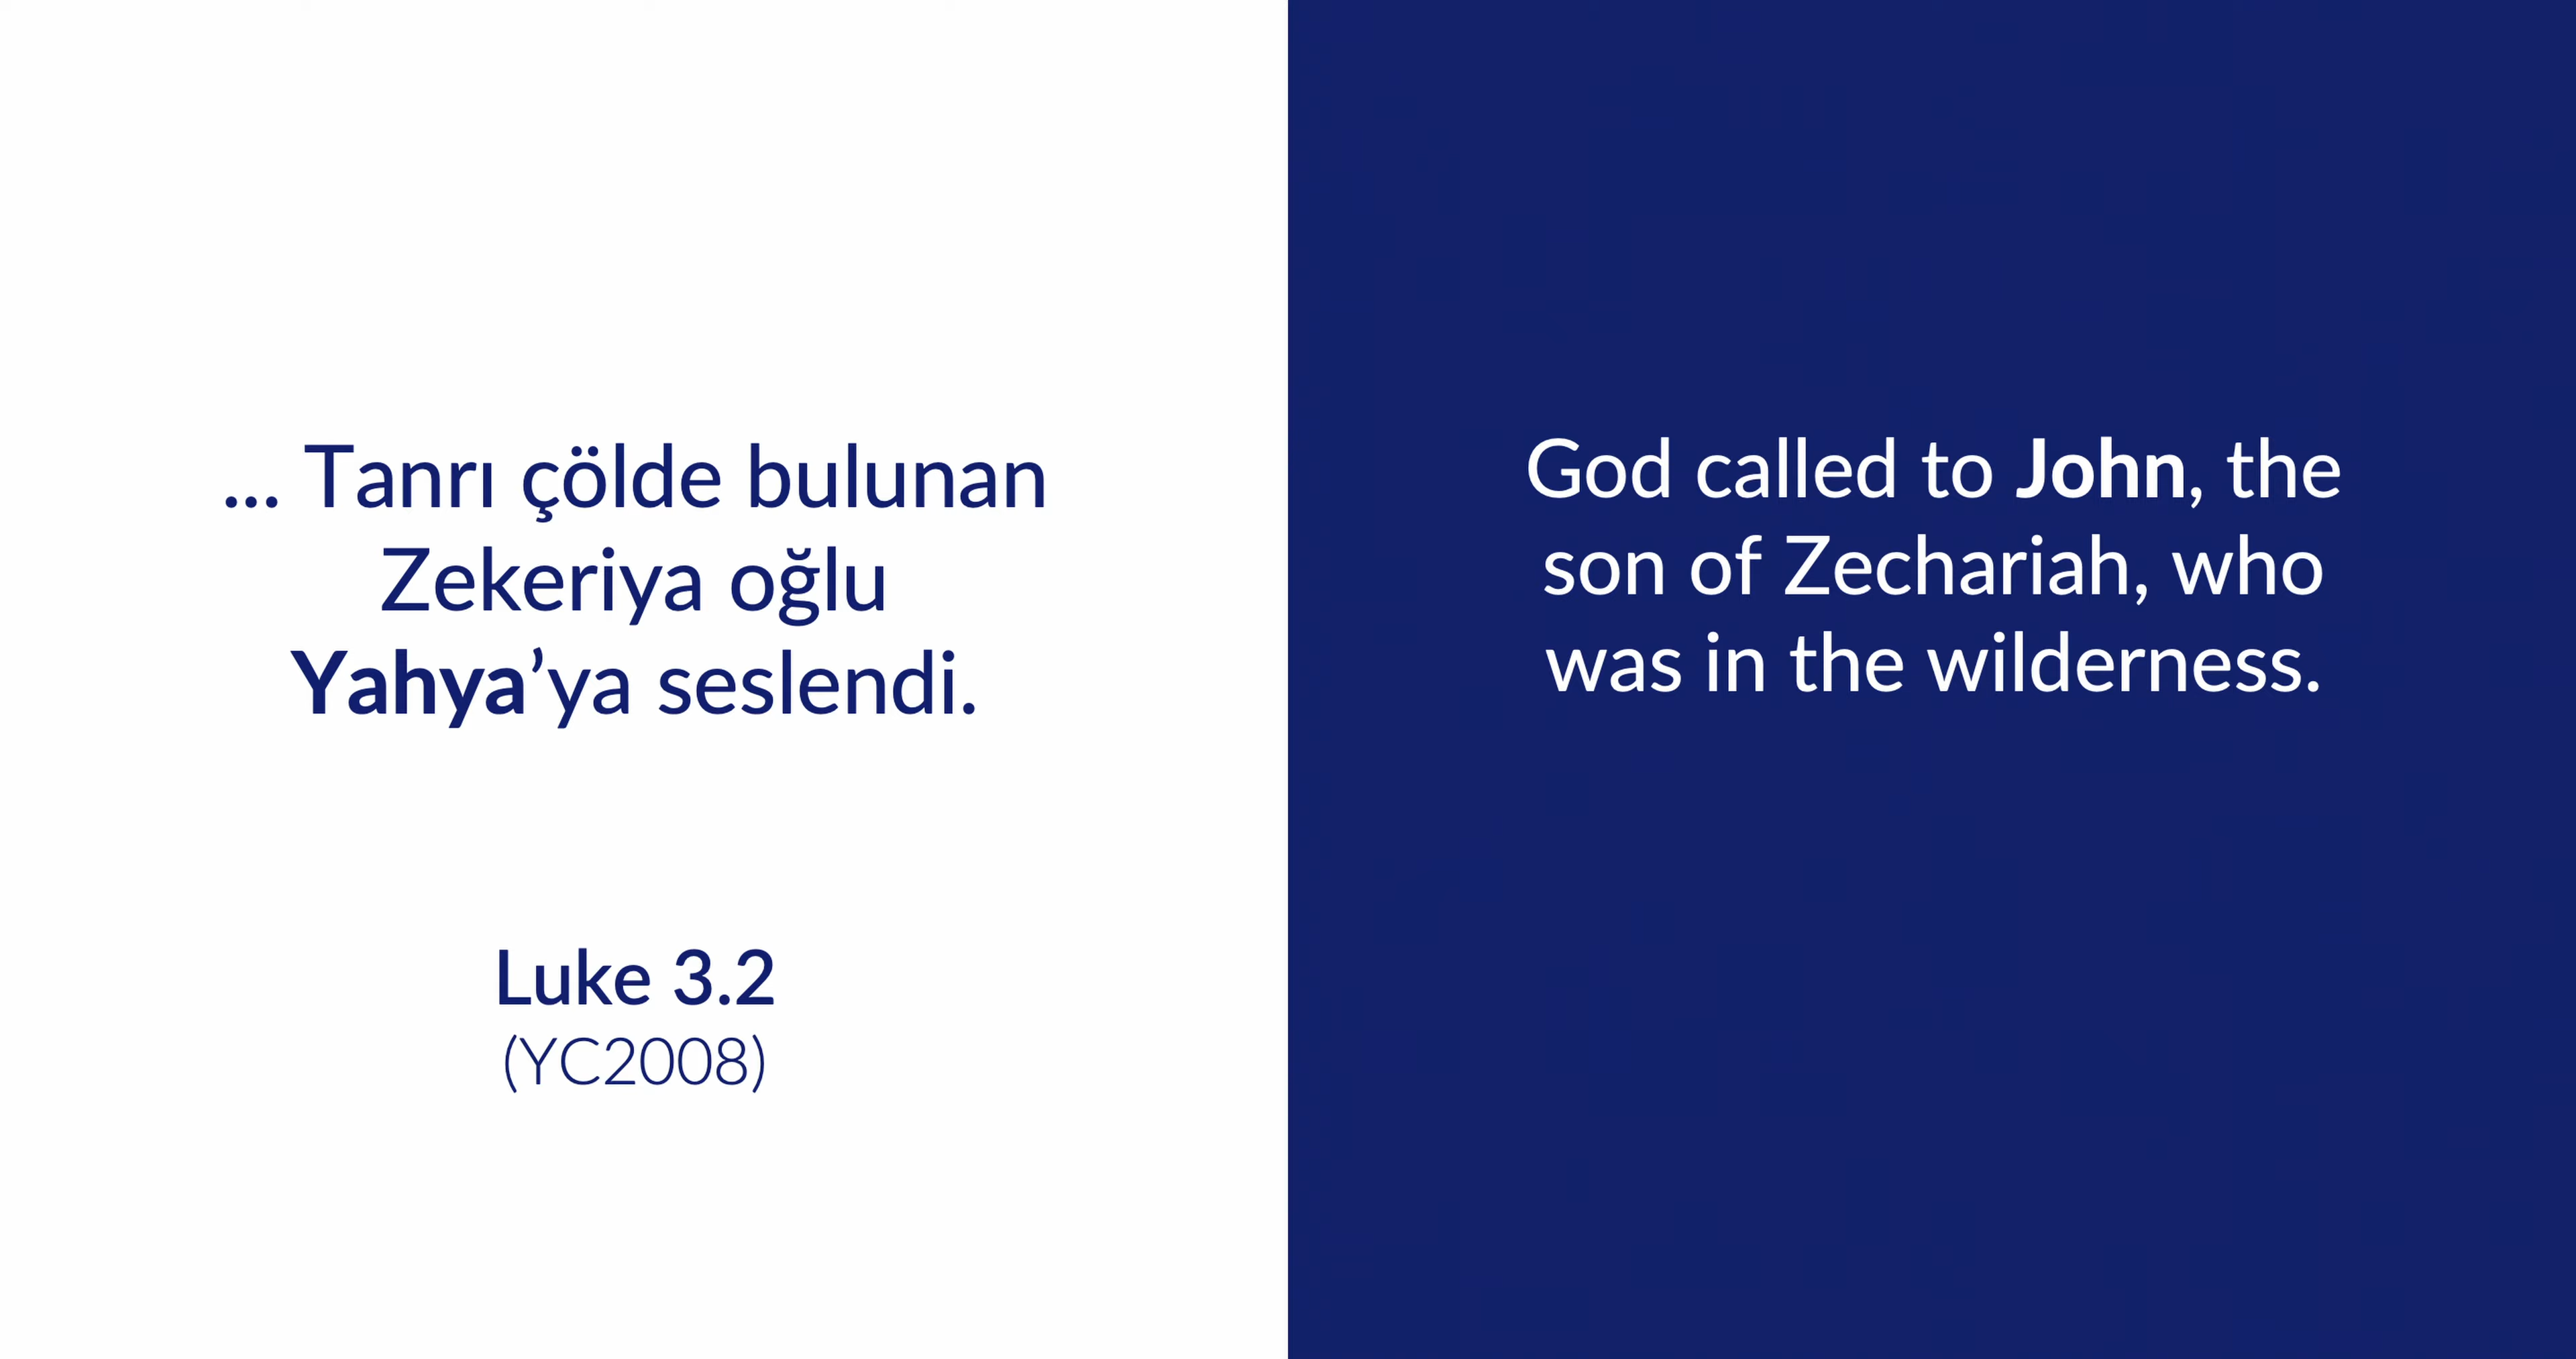 ... Tanrı çölde bulunan
Zekeriya oğlu
Yahya’ya seslendi.
Luke 3.2
(YC2008)
God called to John, the
son of Zechariah, who
was in the wilderness.